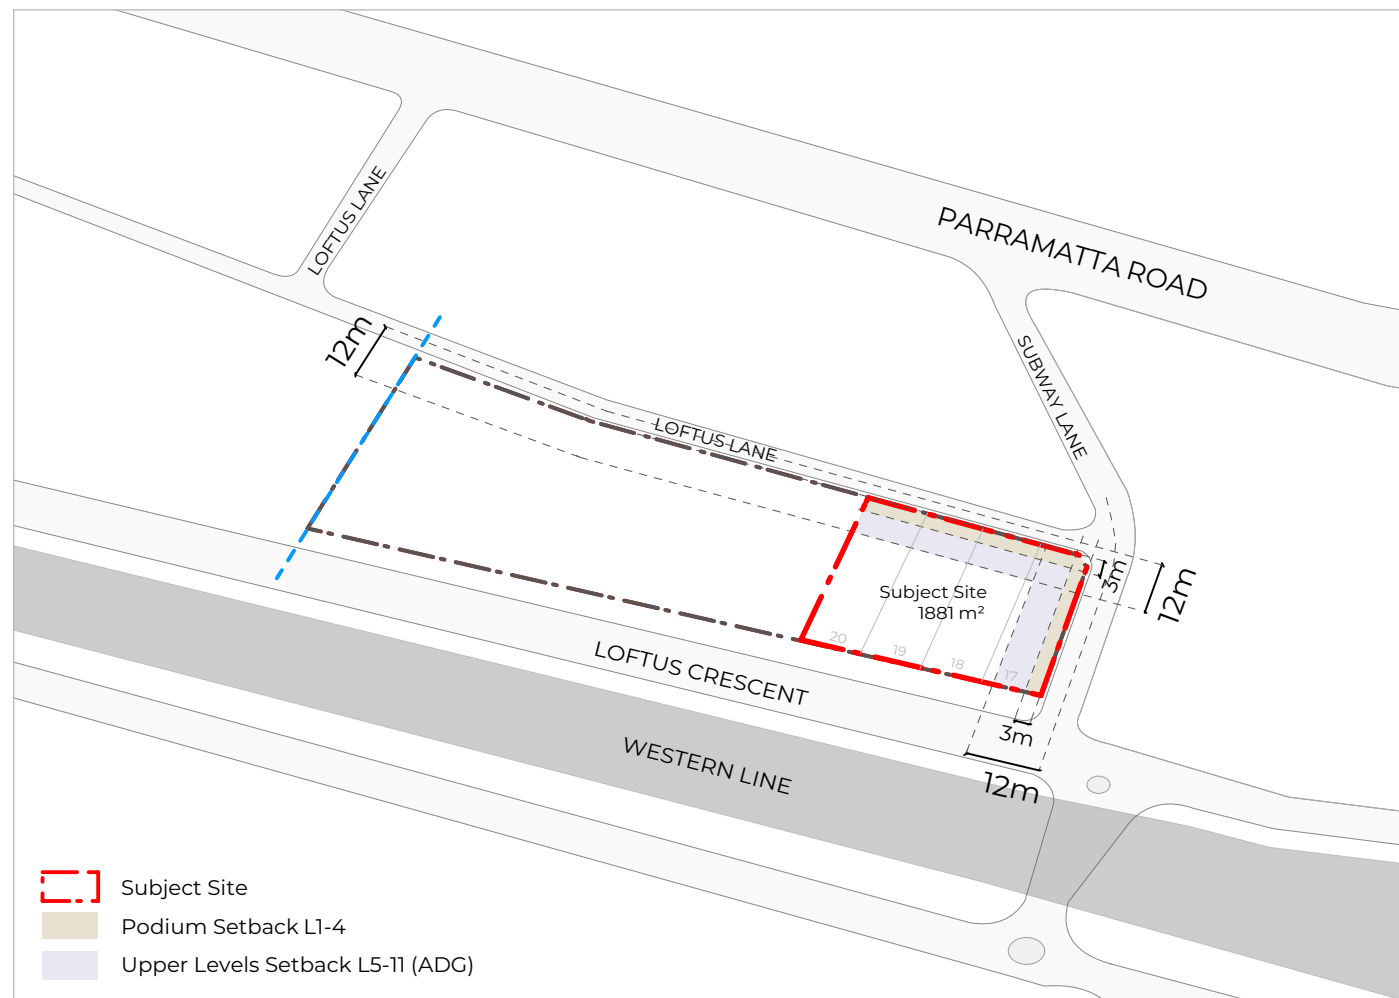 PARRAMATTA ROAD
LOFTUS LANE
SUBWAY LANE
12m
LOFTUS LANE
3m
12m
Subject Site
1881 m²
20
19
18
17
LOFTUS CRESCENT
3m
WESTERN LINE
12m
Subject Site
Podium Setback L1-4
Upper Levels Setback L5-11 (ADG)